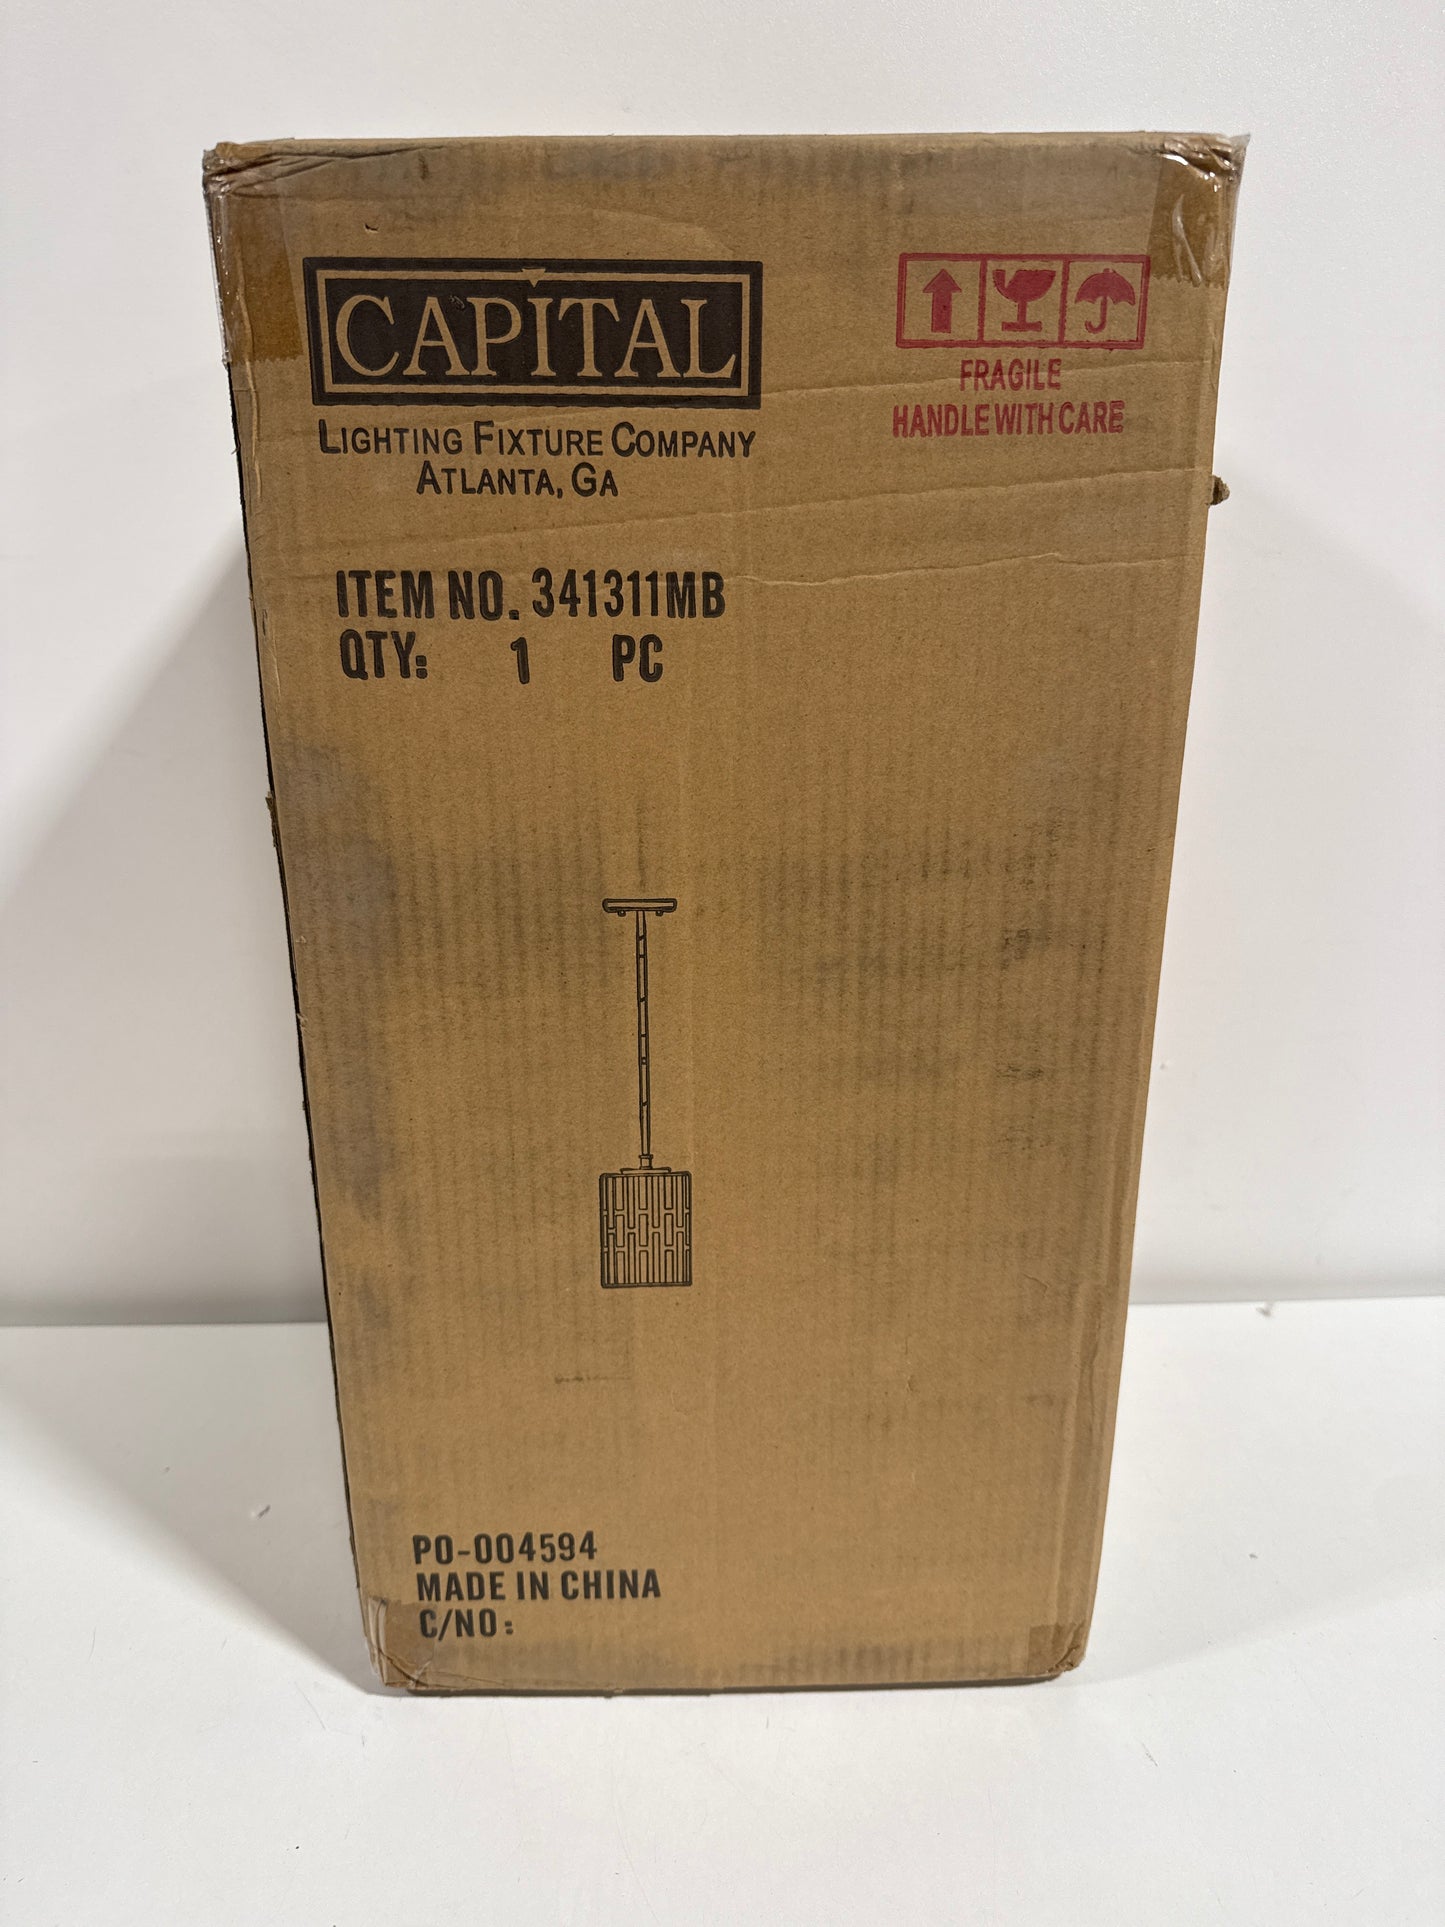 CAPITAL
LIGHTING FIXTURE COMPANY
ATLANTA, GA
FRAGILE
HANDLE WITH CARE
ITEM NO. 341311MB
QTY: 1 PC
PO-004594
MADE IN CHINA
C/NO: